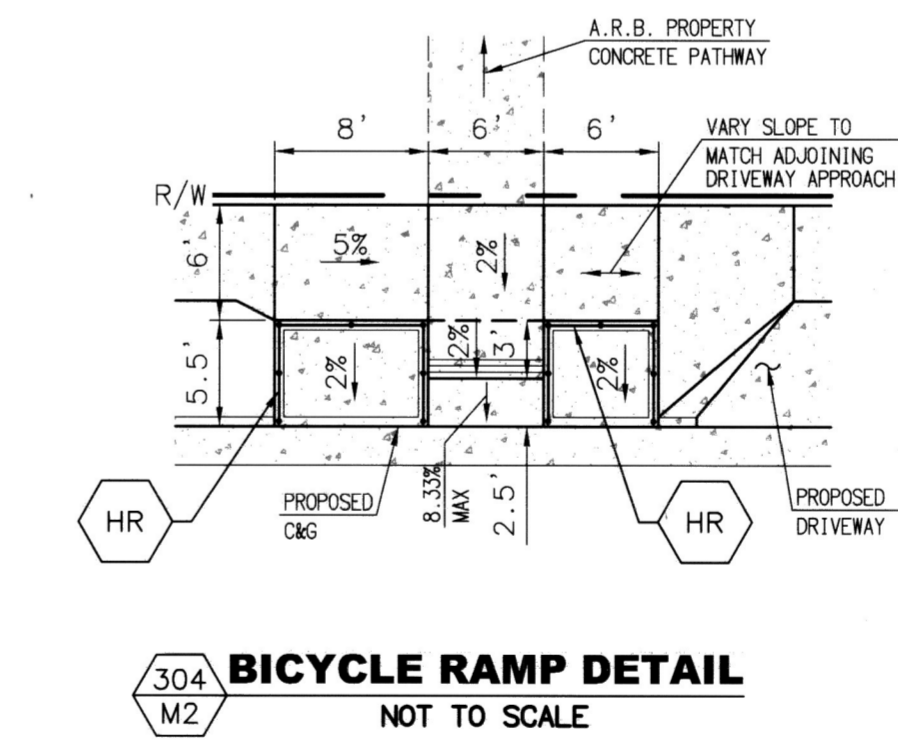 A.R.B. PROPERTY
CONCRETE PATHWAY
8'
6'
6'
VARY SLOPE TO
MATCH ADJOINING
DRIVEWAY APPROACH
R/W
6'
5%
2%
5.5'
2%
2%
3'
2%
8.33%
MAX
2.5'
PROPOSED
C&G
HR
HR
PROPOSED
DRIVEWAY
304
M2
BICYCLE RAMP DETAIL
NOT TO SCALE